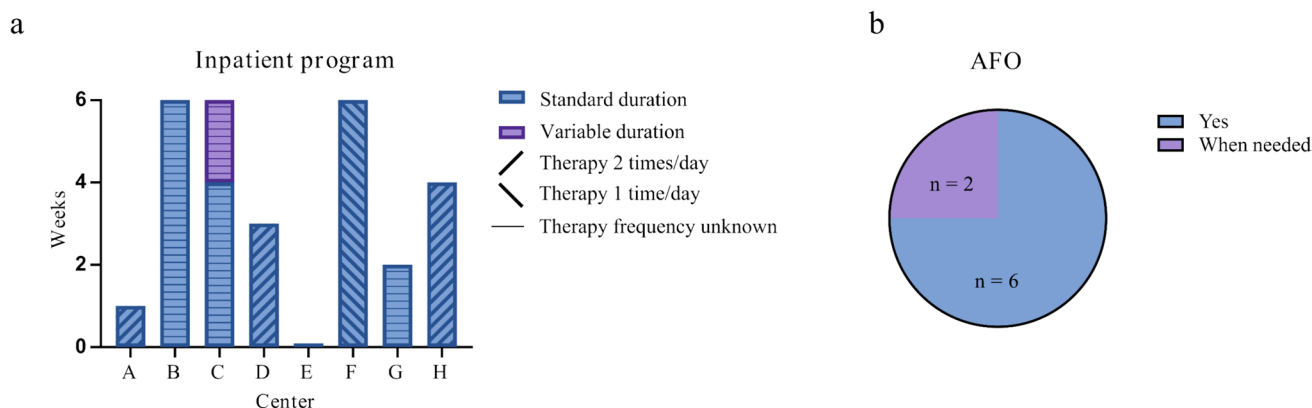 a
Inpatient program
Weeks
6
4
2
0
A B C D E F G H
Center
Standard duration
Variable duration
Therapy 2 times/day
Therapy 1 time/day
Therapy frequency unknown
b
AFO
n = 2
n = 6
Yes
When needed